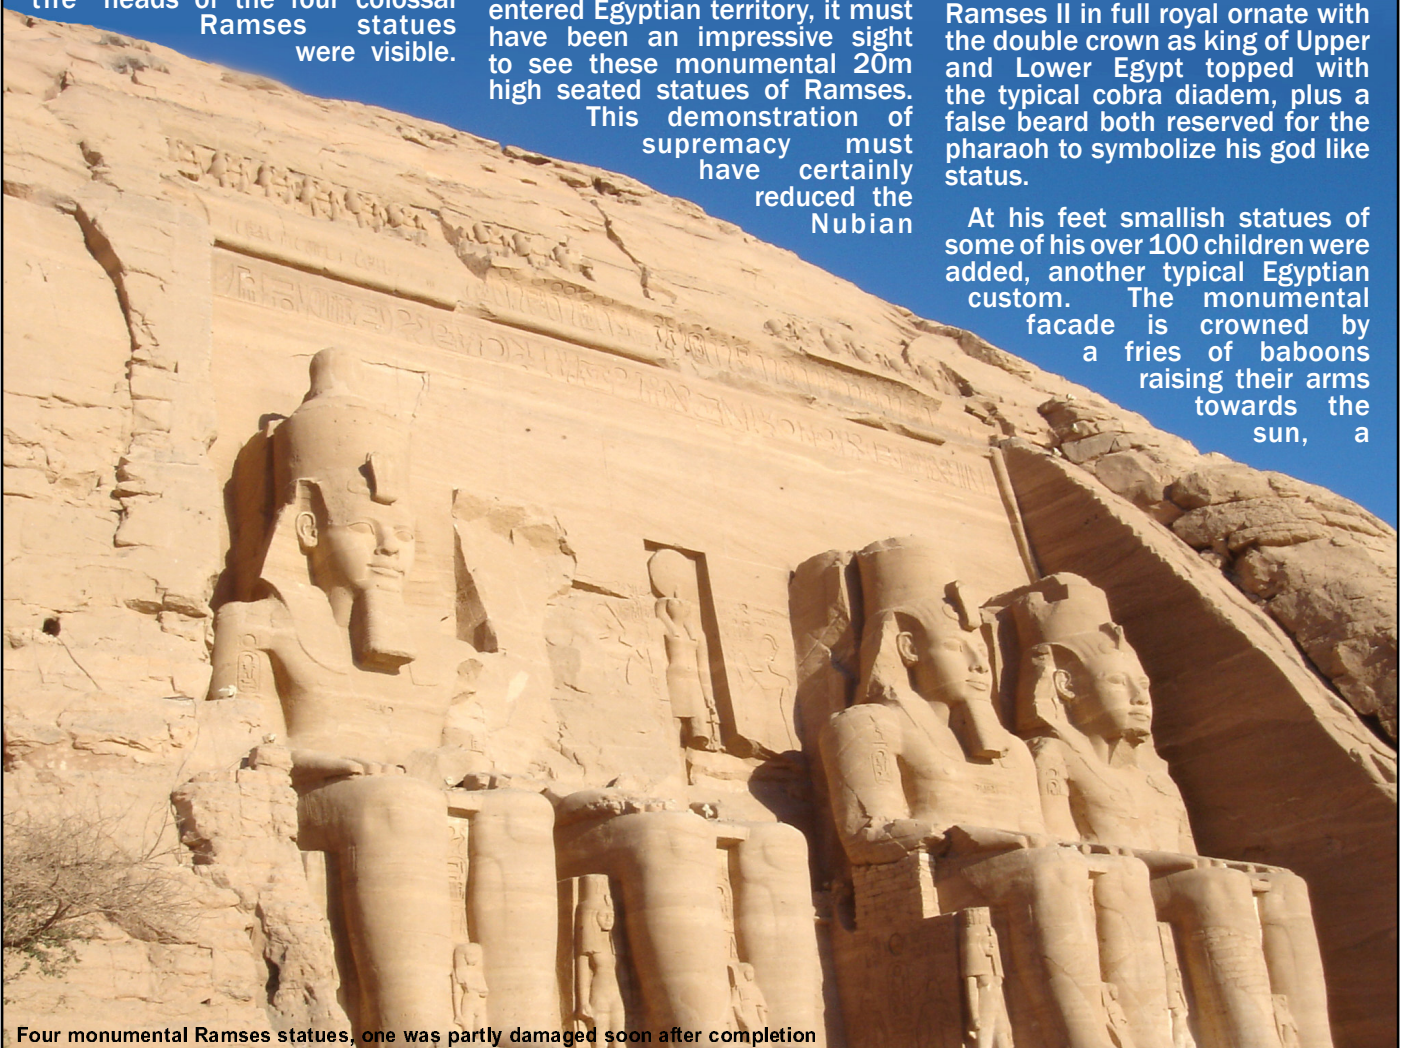 The heads of the four colossal
Ramses statues
were visible.
entered Egyptian territory, it must
have been an impressive sight
to see these monumental 20m
high seated statues of Ramses.
This demonstration of
supremacy must
have certainly
reduced the
Nubian
Ramses II in full royal ornate with
the double crown as king of Upper
and Lower Egypt topped with
the typical cobra diadem, plus a
false beard both reserved for the
pharaoh to symbolize his god like
status.
At his feet smallish statues of
some of his over 100 children were
added, another typical Egyptian
custom. The monumental
facade is crowned by
a fries of baboons
raising their arms
towards the
sun, a
Four monumental Ramses statues, one was partly damaged soon after completion